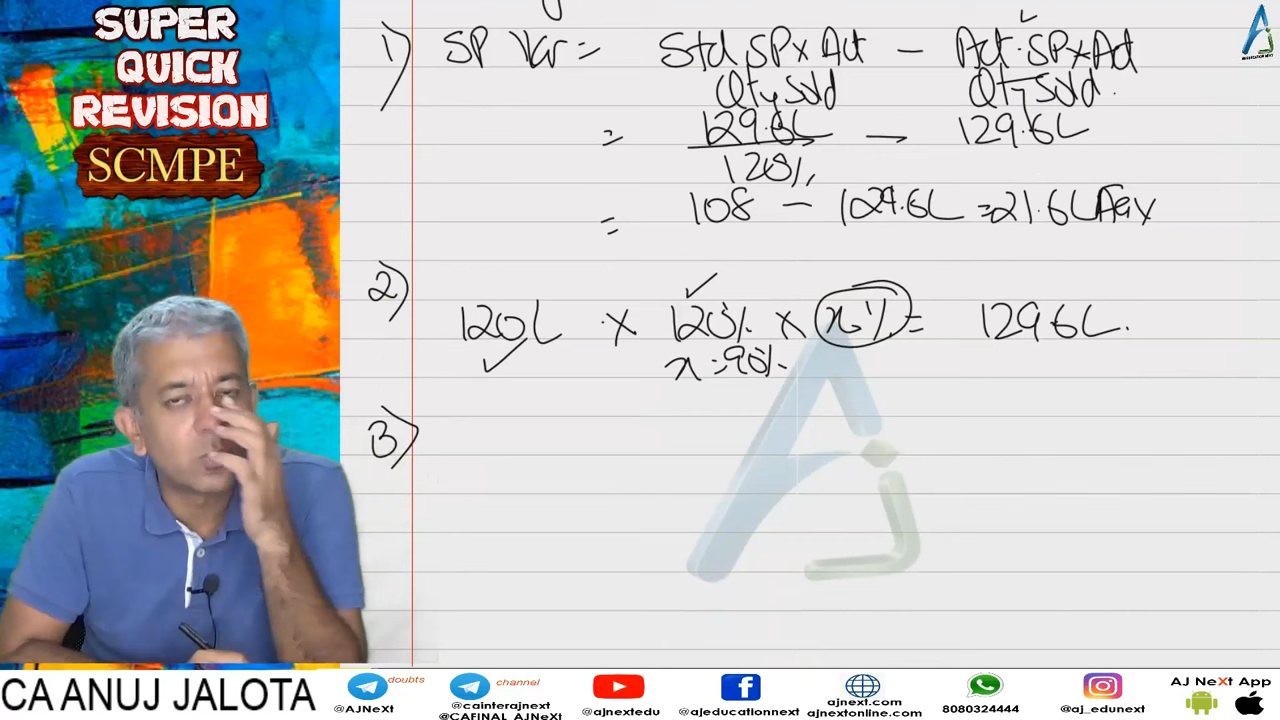 SUPER
QUICK
REVISION
SCMPE
1) SP Var = Std SP x Act - Act. SP x Act
Qty Sold Qty Sold.
= 129.6L - 129.6L
120%
= 108 - 129.6L = 21.6L Fav
2) 120L x 120% x x% = 129.6L.
x = 90%
3)
CA ANUJ JALOTA
doubts
@AJNeXt
channel
@cainterajnext
@CAFINAL_AJNeXt
@ajnextedu
@ajeducationnext
ajnext.com
ajnextonline.com
8080324444
@aj_edunext
AJ NeXt App